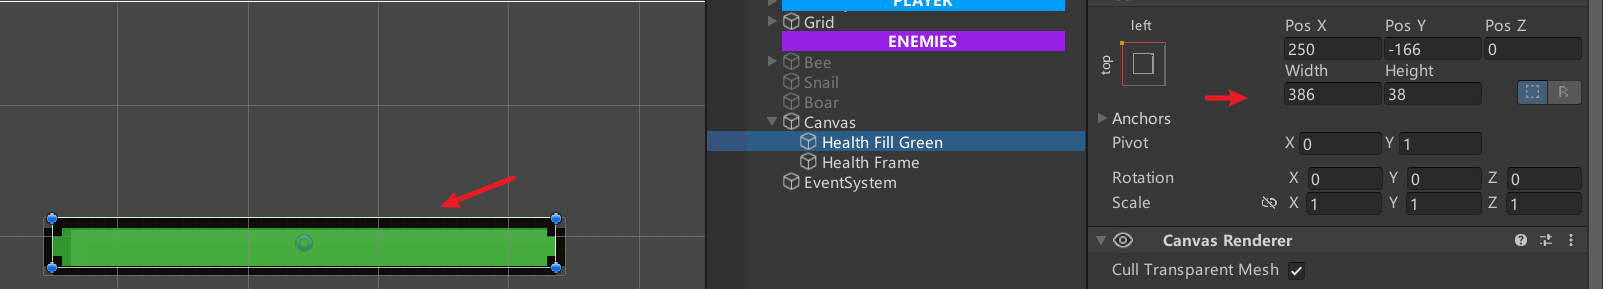 PLAYER
Grid
ENEMIES
Bee
Snail
Boar
Canvas
Health Fill Green
Health Frame
EventSystem
left
top
Pos X Pos Y Pos Z
250 -166 0
Width Height
386 38
R
Anchors
Pivot X 0 Y 1
Rotation X 0 Y 0 Z 0
Scale X 1 Y 1 Z 1
Canvas Renderer
Cull Transparent Mesh